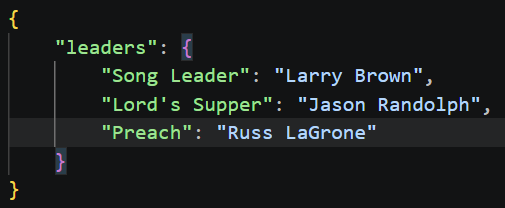 {
"leaders": {
"Song Leader": "Larry Brown",
"Lord's Supper": "Jason Randolph",
"Preach": "Russ LaGrone"
}
}